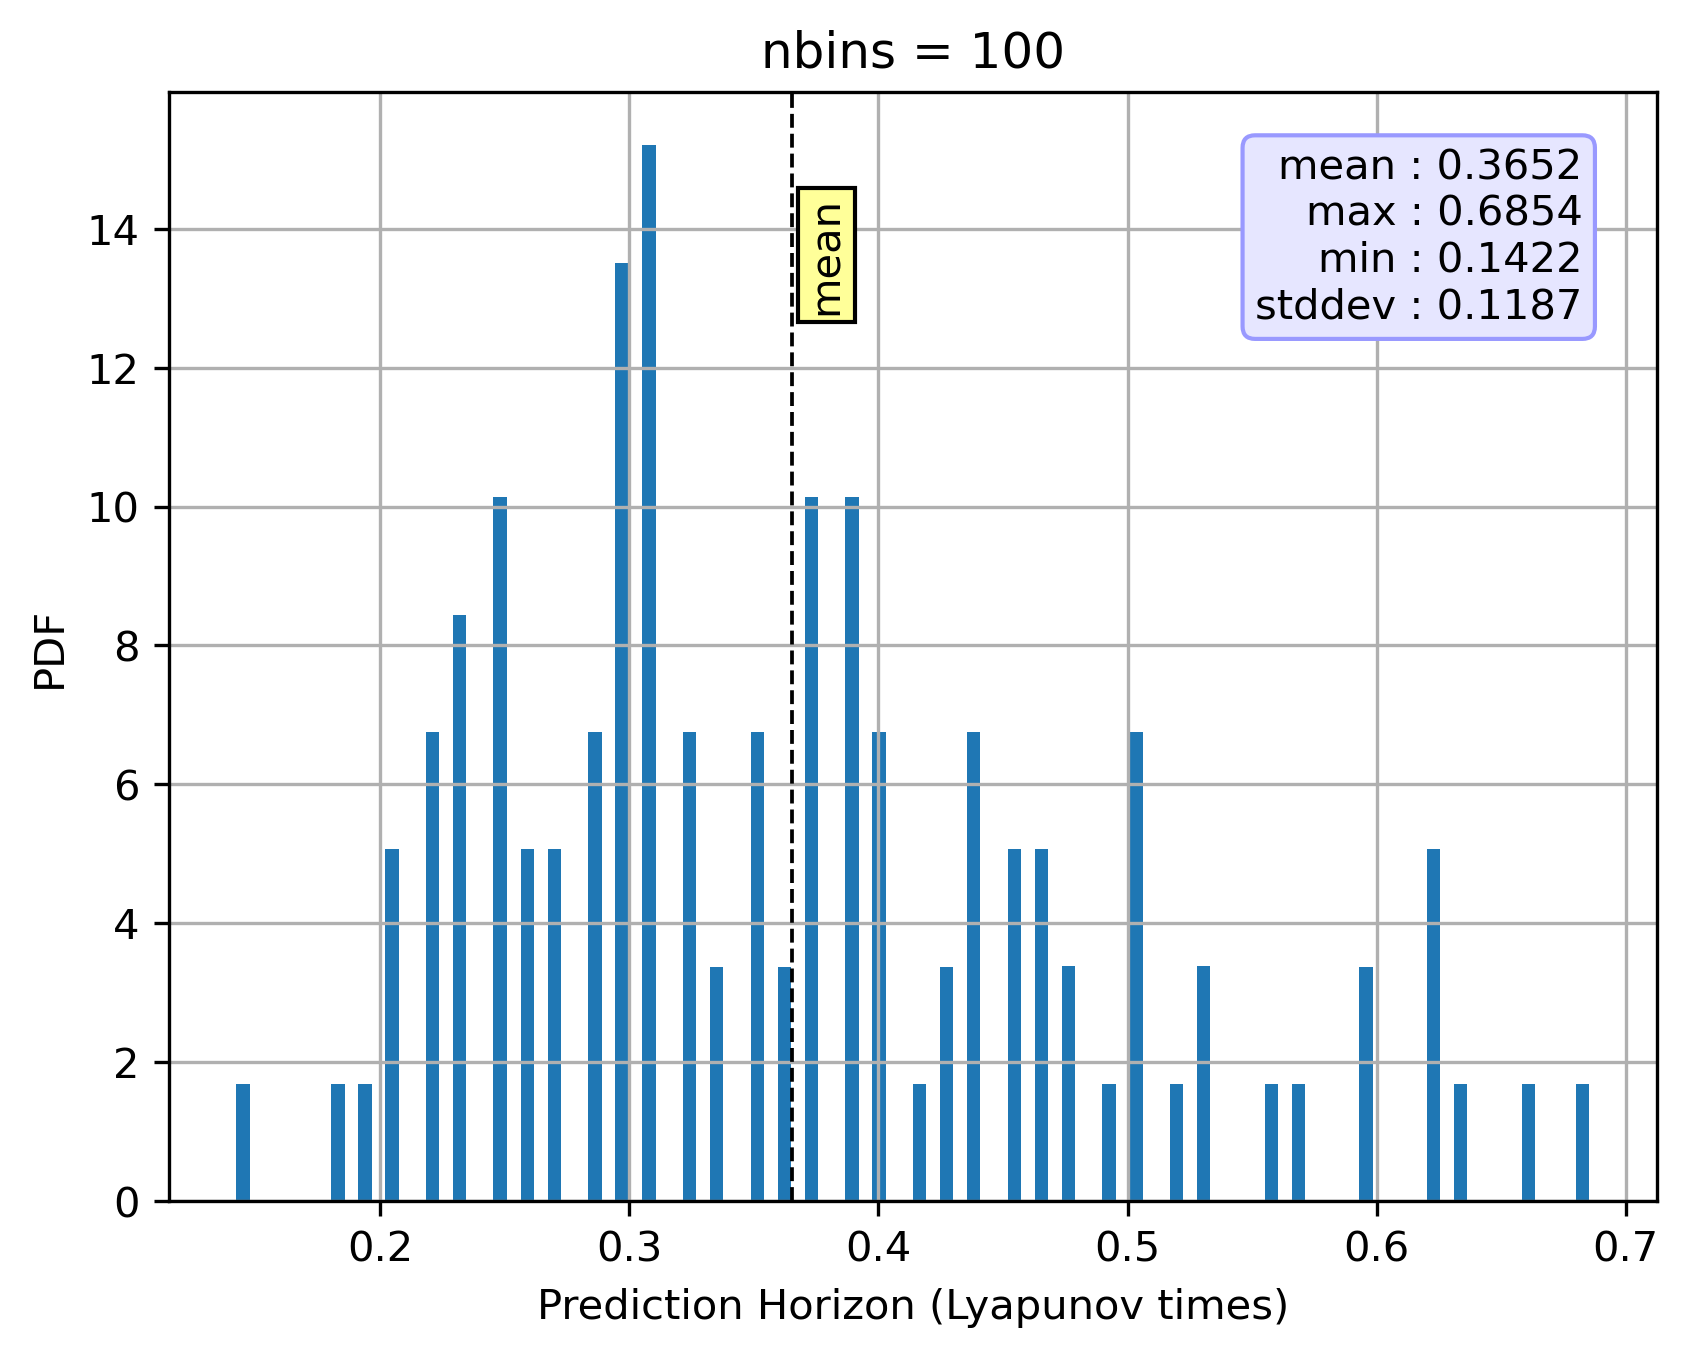 nbins = 100
mean : 0.3652
max : 0.6854
min : 0.1422
stddev : 0.1187
mean
PDF
14
12
10
8
6
4
2
0
0.2 0.3 0.4 0.5 0.6 0.7
Prediction Horizon (Lyapunov times)